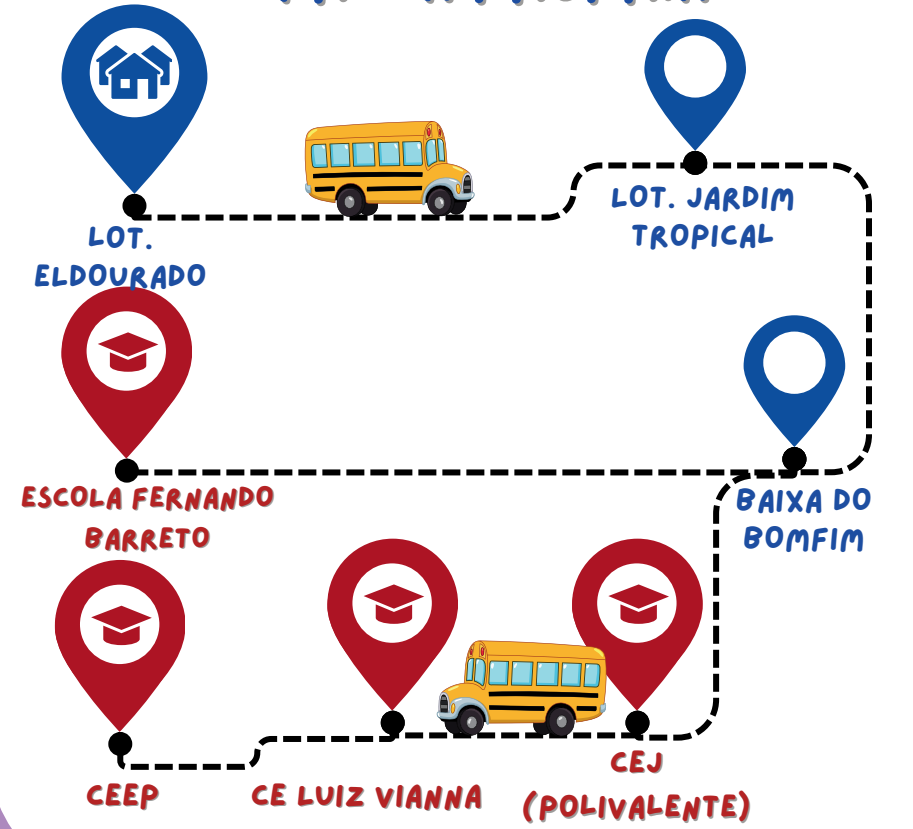 LOT.
ELDOURADO
LOT. JARDIM
TROPICAL
ESCOLA FERNANDO
BARRETO
BAIXA DO
BOMFIM
CEEP
CE LUIZ VIANNA
CEJ
(POLIVALENTE)